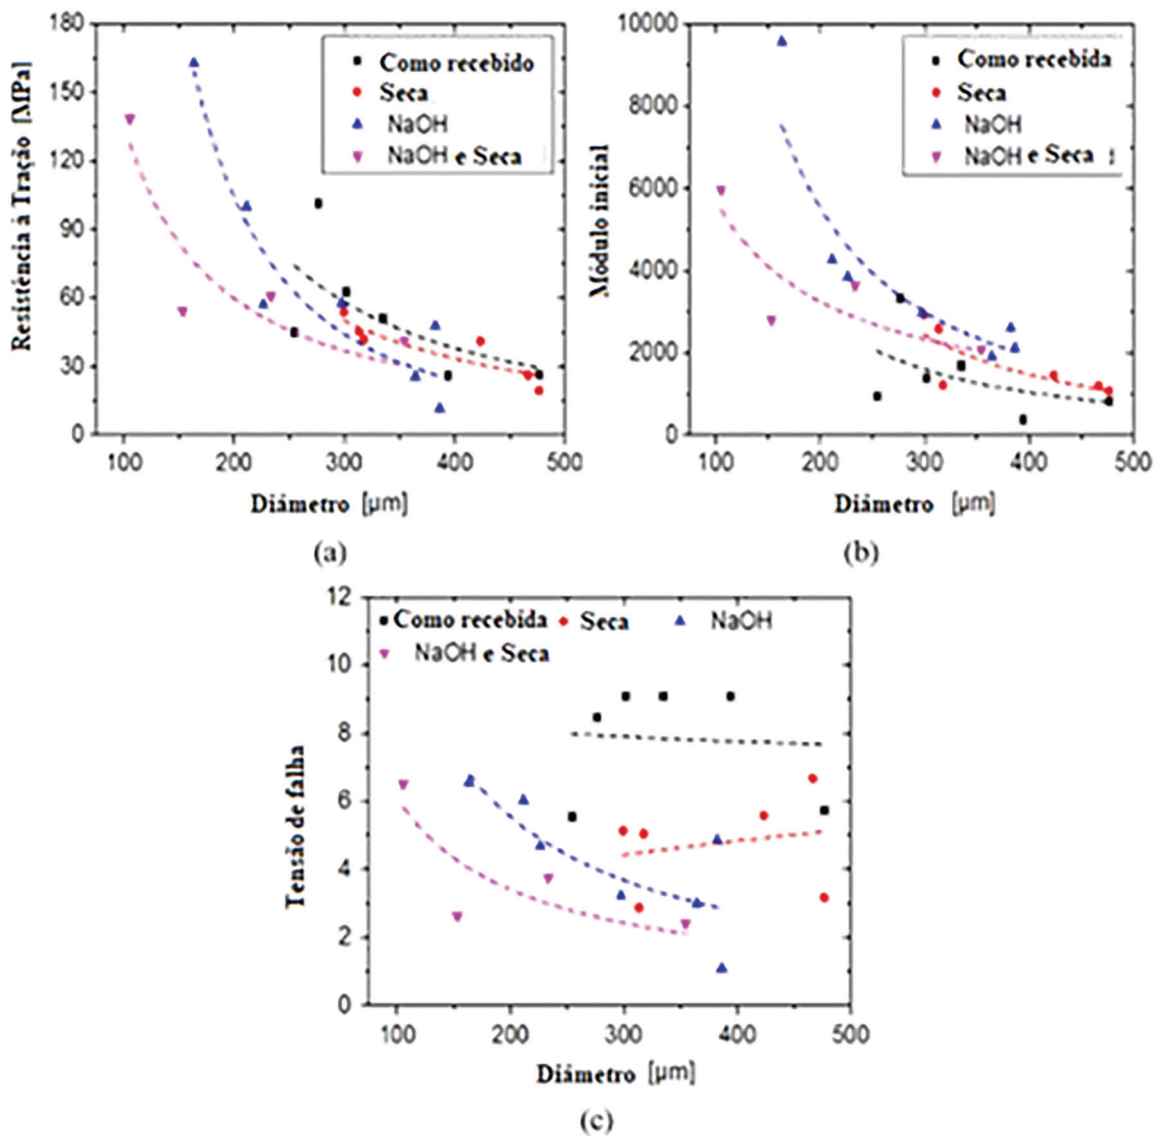 180
150
120
90
60
30
0
Resistência à Tração [MPa]
Como recebido
Seca
NaOH
NaOH e Seca
100 200 300 400 500
Diâmetro [µm]
(a)
10000
8000
6000
4000
2000
0
Módulo inicial
Como recebida
Seca
NaOH
NaOH e Seca
100 200 300 400 500
Diâmetro [µm]
(b)
12
10
8
6
4
2
0
Tensão de falha
Como recebida Seca NaOH
NaOH e Seca
100 200 300 400 500
Diâmetro [µm]
(c)